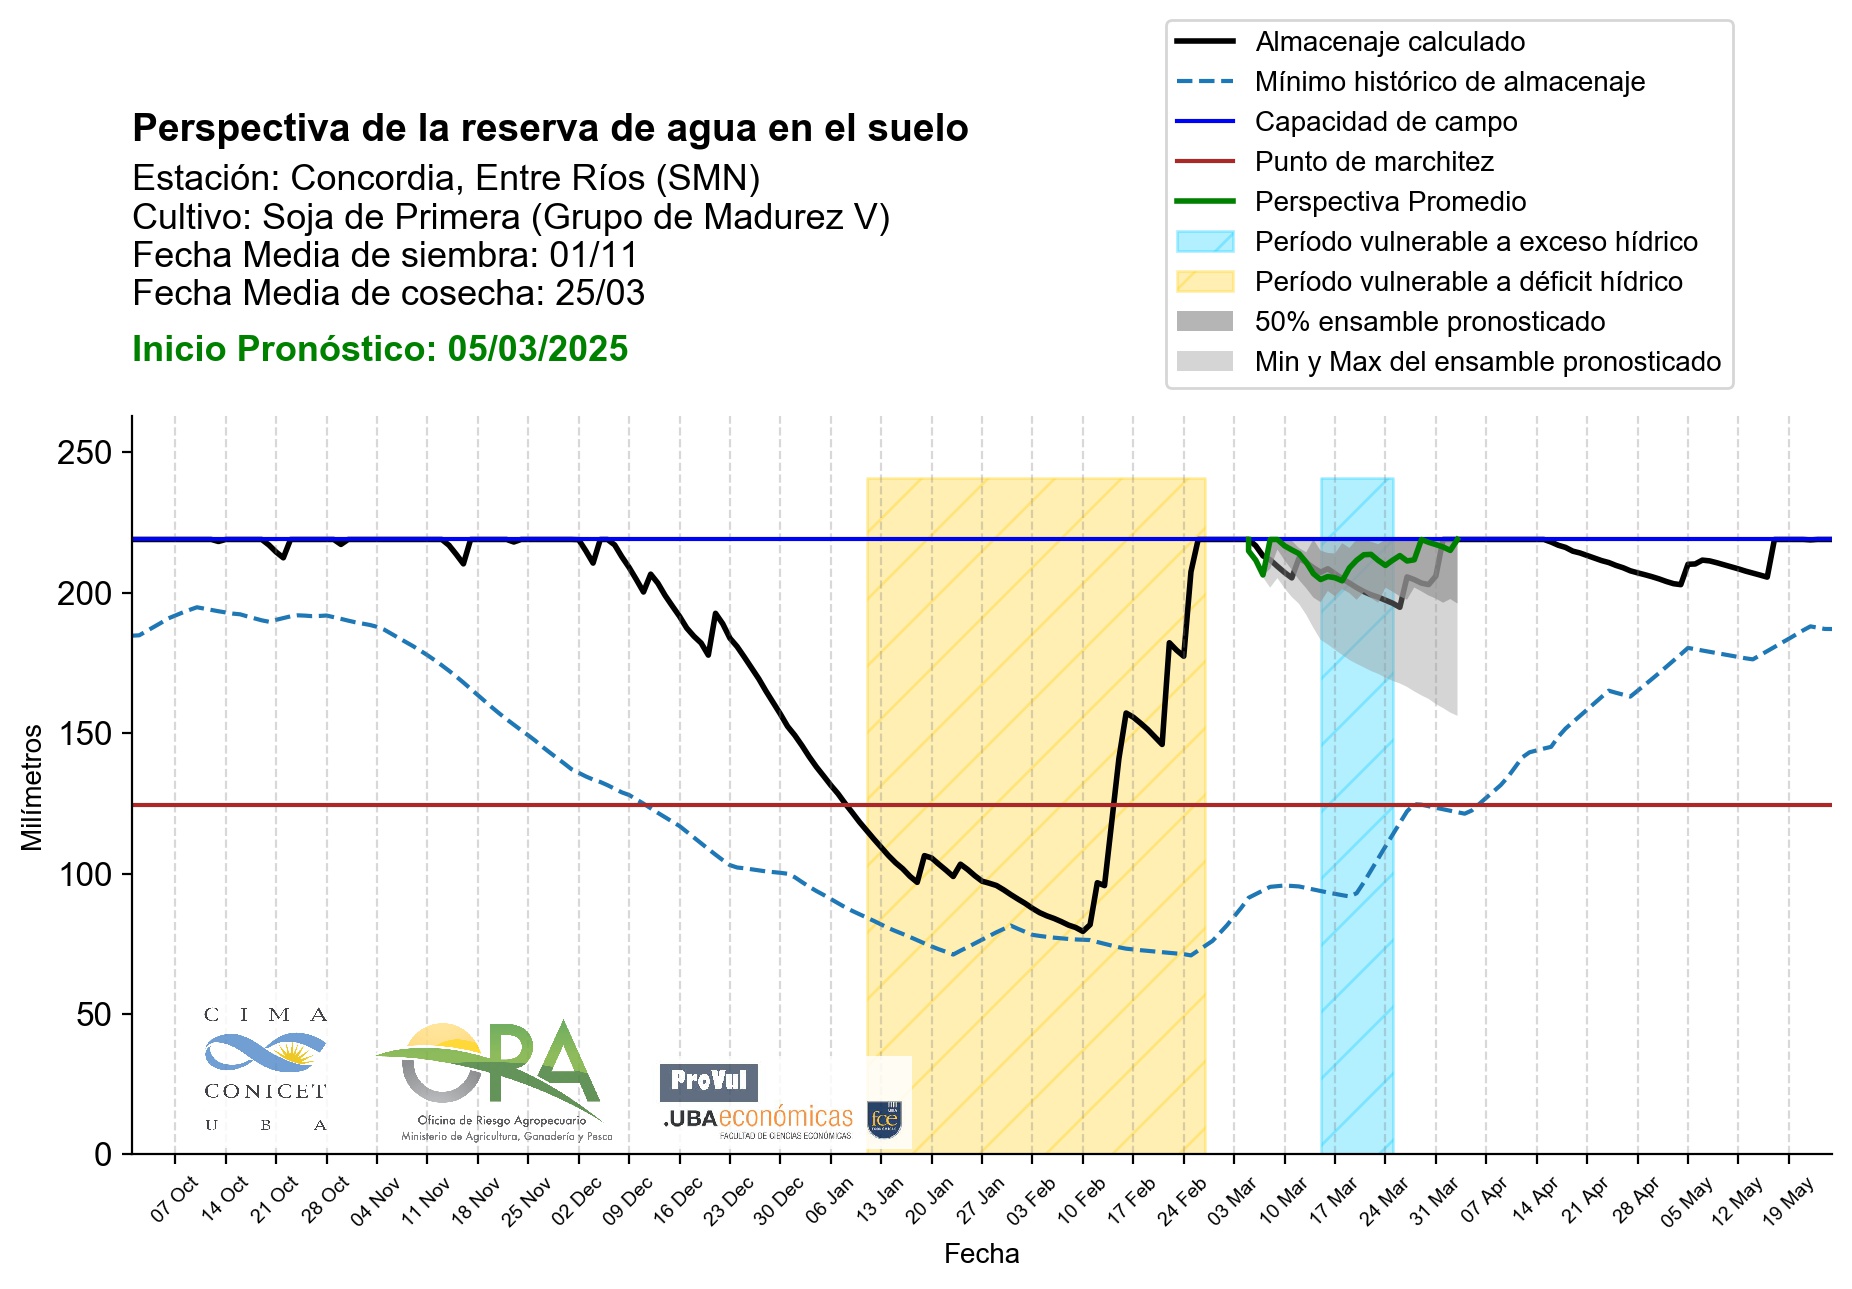 Almacenaje calculado
Mínimo histórico de almacenaje
Capacidad de campo
Punto de marchitez
Perspectiva Promedio
Período vulnerable a exceso hídrico
Período vulnerable a déficit hídrico
50% ensamble pronosticado
Min y Max del ensamble pronosticado
Perspectiva de la reserva de agua en el suelo
Estación: Concordia, Entre Ríos (SMN)
Cultivo: Soja de Primera (Grupo de Madurez V)
Fecha Media de siembra: 01/11
Fecha Media de cosecha: 25/03
Inicio Pronóstico: 05/03/2025
250
200
150
100
50
0
Milímetros
CIMA
CONICET
UBA
OPA
Oficina de Riesgo Agropecuario
Ministerio de Agricultura, Ganadería y Pesca
ProVul
.UBAeconómicas
FACULTAD DE CIENCIAS ECONÓMICAS
UBA
fce
07 Oct
14 Oct
21 Oct
28 Oct
04 Nov
11 Nov
18 Nov
25 Nov
02 Dec
09 Dec
16 Dec
23 Dec
30 Dec
06 Jan
13 Jan
20 Jan
27 Jan
03 Feb
10 Feb
17 Feb
24 Feb
03 Mar
10 Mar
17 Mar
24 Mar
31 Mar
07 Apr
14 Apr
21 Apr
28 Apr
05 May
12 May
19 May
Fecha